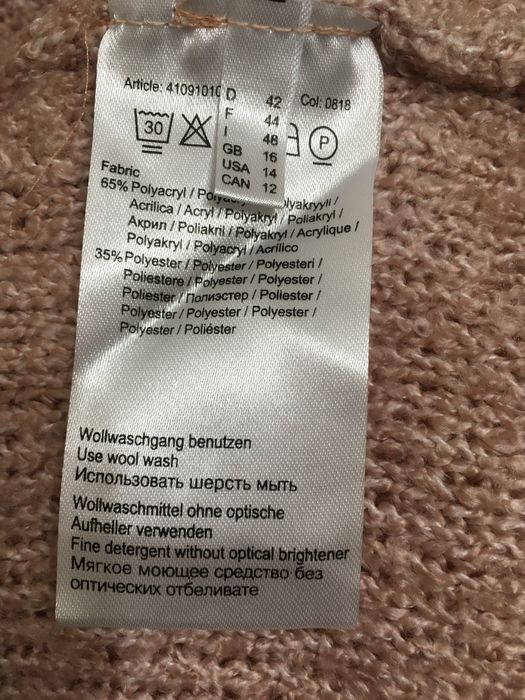 Article: 4109101
Col: 0818
D 42
F 44
I 48
GB 16
USA 14
CAN 12
30
P
Fabric
65% Polyacryl /
Acrilica / Acryl / Polyakryl / Poliakryl /
Акрил / Poliakril / Polyakryl / Acrylique /
Polyakryl / Polyacryl / Acrílico
35% Polyester / Polyester / Polyesteri /
Poliestere / Polyester / Polyester /
Poliester / Полиэстер / Poliester /
Polyester / Polyester / Polyester /
Polyester / Poliéster
Wollwaschgang benutzen
Use wool wash
Использовать шерсть мыть
Wollwaschmittel ohne optische
Aufheller verwenden
Fine detergent without optical brightener
Мягкое моющее средство без
оптических отбеливате